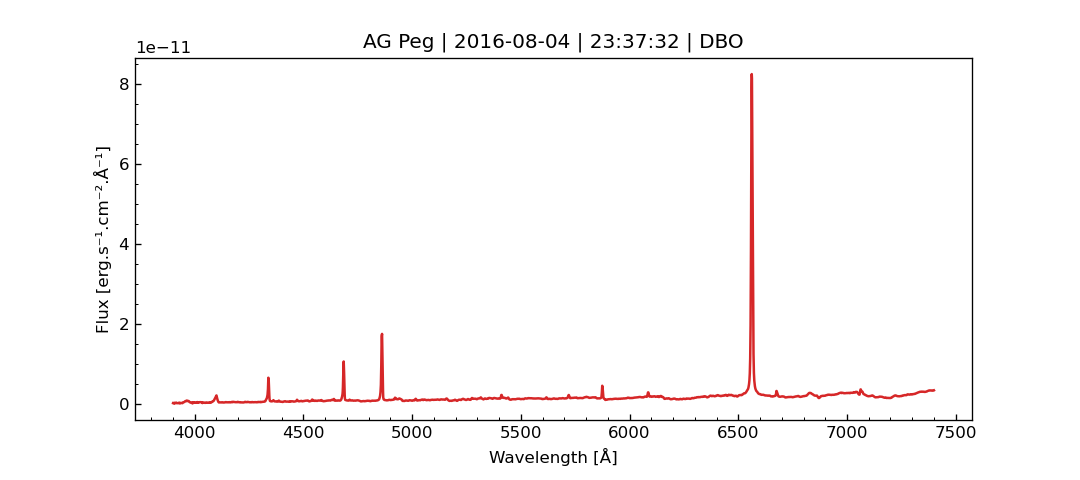 AG Peg | 2016-08-04 | 23:37:32 | DBO
1e−11
8
6
4
2
0
Flux [erg.s⁻¹.cm⁻².Å⁻¹]
4000 4500 5000 5500 6000 6500 7000 7500
Wavelength [Å]